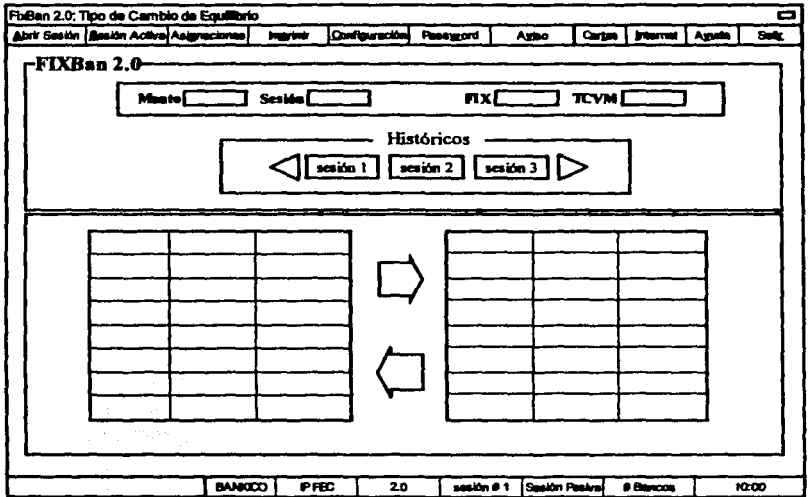 FixBan 2.0: Tipo de Cambio de Equilibrio
Abrir Sesión Sesión Activa Asignaciones Imprimir Configuración Password Aviso Cartas Internet Ayuda Salir
FIXBan 2.0
Monto Sesión FIX TCVM
Históricos
sesión 1 sesión 2 sesión 3
BANXICO IP FEC 2.0 sesión # 1 Sesión Pasiva # Bancos 10:00